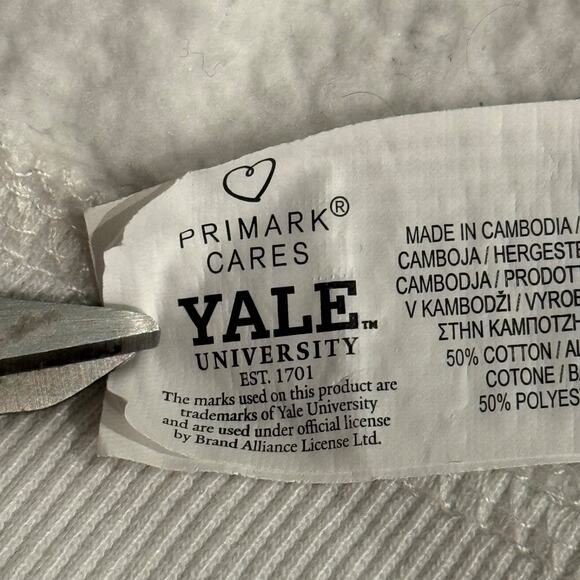 PRIMARK®
CARES
YALE™
UNIVERSITY
EST. 1701
The marks used on this product are
trademarks of Yale University
and are used under official license
by Brand Alliance License Ltd.
MADE IN CAMBODIA /
CAMBOJA / HERGESTE
CAMBODJA / PRODOTT
V KAMBODŽI / VYROB
ΣΤΗΝ ΚΑΜΠΟΤΖΗ
50% COTTON / AL
COTONE / B
50% POLYES